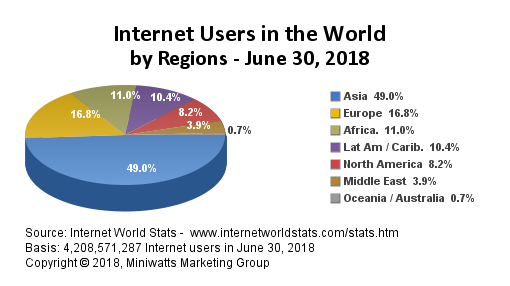 Internet Users in the World
by Regions - June 30, 2018
11.0%
10.4%
8.2%
16.8%
3.9%
0.7%
49.0%
Asia 49.0%
Europe 16.8%
Africa. 11.0%
Lat Am / Carib. 10.4%
North America 8.2%
Middle East 3.9%
Oceania / Australia 0.7%
Source: Internet World Stats - www.internetworldstats.com/stats.htm
Basis: 4,208,571,287 Internet users in June 30, 2018
Copyright © 2018, Miniwatts Marketing Group